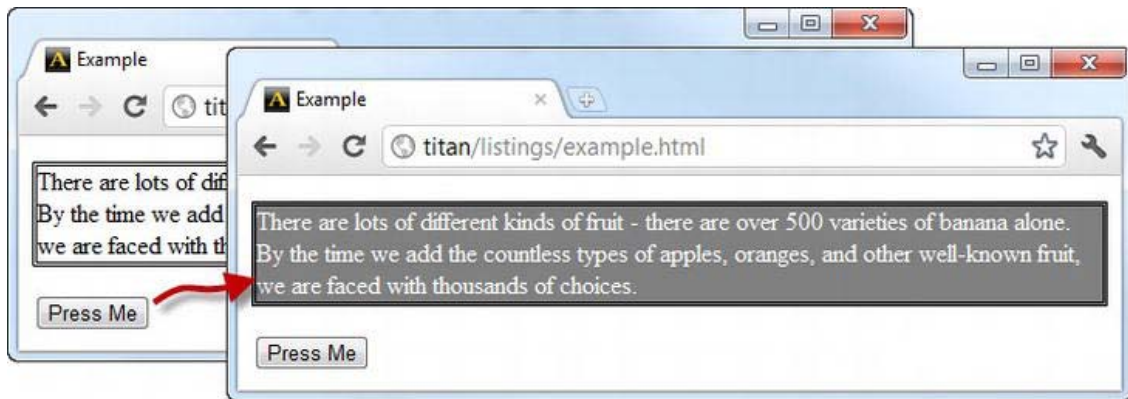 Example
tit
There are lots of dif
By the time we add
we are faced with th
Press Me
Example
titan/listings/example.html
There are lots of different kinds of fruit - there are over 500 varieties of banana alone.
By the time we add the countless types of apples, oranges, and other well-known fruit,
we are faced with thousands of choices.
Press Me